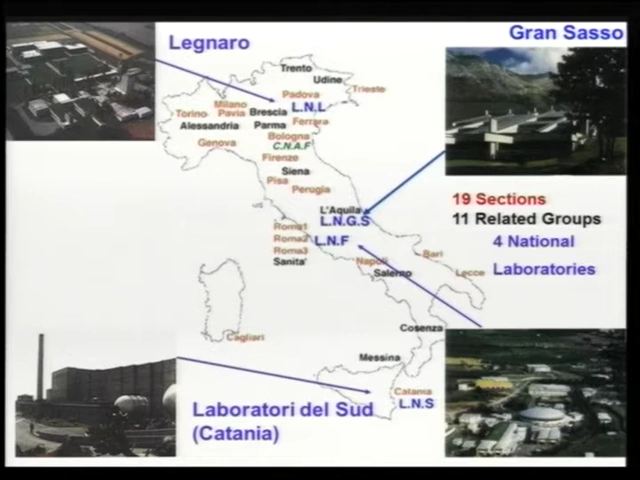 Legnaro
Gran Sasso
Trento
Udine
Trieste
Padova
L.N.L
Milano
Torino
Pavia
Brescia
Ferrara
Alessandria
Parma
Bologna
Genova
C.N.A.F
Firenze
Siena
Pisa
Perugia
19 Sections
L'Aquila
11 Related Groups
L.N.G.S
Roma1
Roma2
L.N.F
4 National
Roma3
Bari
Sanita'
Napoli
Laboratories
Salerno
Lecce
Cosenza
Cagliari
Messina
Catania
L.N.S
Laboratori del Sud
(Catania)